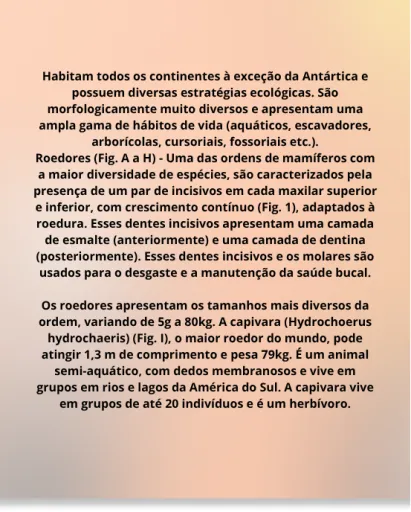 Habitam todos os continentes à exceção da Antártica e
possuem diversas estratégias ecológicas. São
morfologicamente muito diversos e apresentam uma
ampla gama de hábitos de vida (aquáticos, escavadores,
arborícolas, cursoriais, fossoriais etc.).
Roedores (Fig. A a H) - Uma das ordens de mamíferos com
a maior diversidade de espécies, são caracterizados pela
presença de um par de incisivos em cada maxilar superior
e inferior, com crescimento contínuo (Fig. 1), adaptados à
roedura. Esses dentes incisivos apresentam uma camada
de esmalte (anteriormente) e uma camada de dentina
(posteriormente). Esses dentes incisivos e os molares são
usados para o desgaste e a manutenção da saúde bucal.
Os roedores apresentam os tamanhos mais diversos da
ordem, variando de 5g a 80kg. A capivara (Hydrochoerus
hydrochaeris) (Fig. I), o maior roedor do mundo, pode
atingir 1,3 m de comprimento e pesa 79kg. É um animal
semi-aquático, com dedos membranosos e vive em
grupos em rios e lagos da América do Sul. A capivara vive
em grupos de até 20 indivíduos e é um herbívoro.